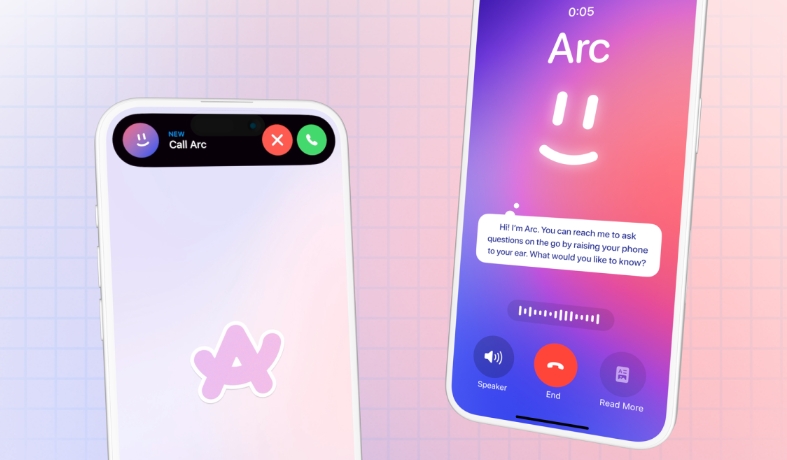 NEW
Call Arc
0:05
Arc
Hi! I'm Arc. You can reach me to ask
questions on the go by raising your phone
to your ear. What would you like to know?
Speaker
End
Read More